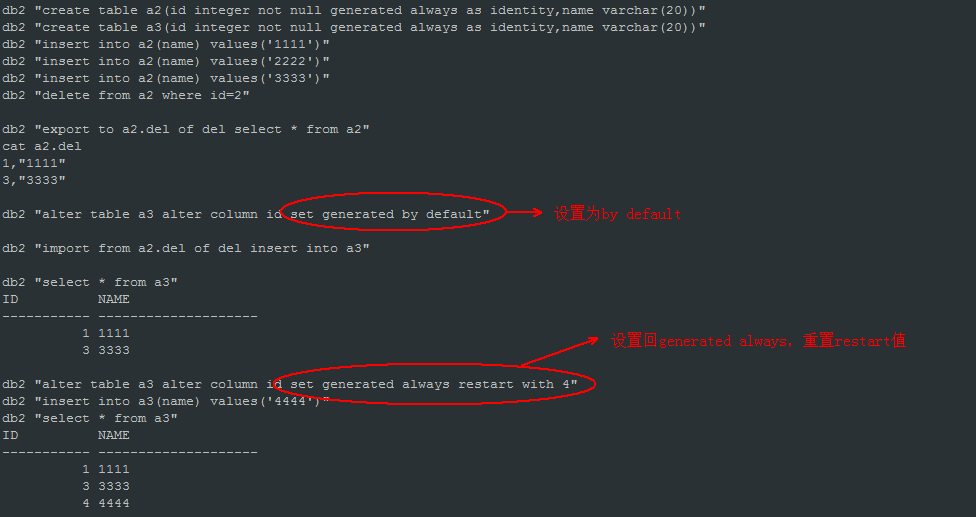 db2 "create table a2(id integer not null generated always as identity,name varchar(20))"
db2 "create table a3(id integer not null generated always as identity,name varchar(20))"
db2 "insert into a2(name) values('1111')"
db2 "insert into a2(name) values('2222')"
db2 "insert into a2(name) values('3333')"
db2 "delete from a2 where id=2"
db2 "export to a2.del of del select * from a2"
cat a2.del
1,"1111"
3,"3333"
db2 "alter table a3 alter column id set generated by default"
设置为by default
db2 "import from a2.del of del insert into a3"
db2 "select * from a3"
ID NAME
----------- --------------------
1 1111
3 3333
设置回generated always, 重置restart值
db2 "alter table a3 alter column id set generated always restart with 4"
db2 "insert into a3(name) values('4444')"
db2 "select * from a3"
ID NAME
----------- --------------------
1 1111
3 3333
4 4444